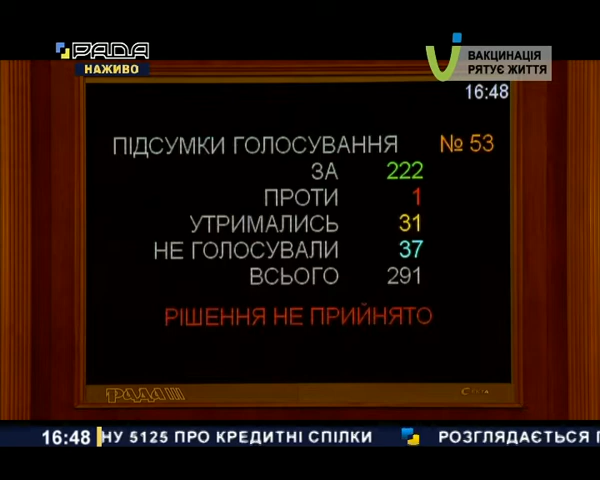 РАДА
НАЖИВО
ВАКЦИНАЦІЯ
РЯТУЄ ЖИТТЯ
16:48
ПІДСУМКИ ГОЛОСУВАННЯ № 53
ЗА 222
ПРОТИ 1
УТРИМАЛИСЬ 31
НЕ ГОЛОСУВАЛИ 37
ВСЬОГО 291
РІШЕННЯ НЕ ПРИЙНЯТО
РАДА III
16:48 НУ 5125 ПРО КРЕДИТНІ СПІЛКИ РОЗГЛЯДАЄТЬСЯ